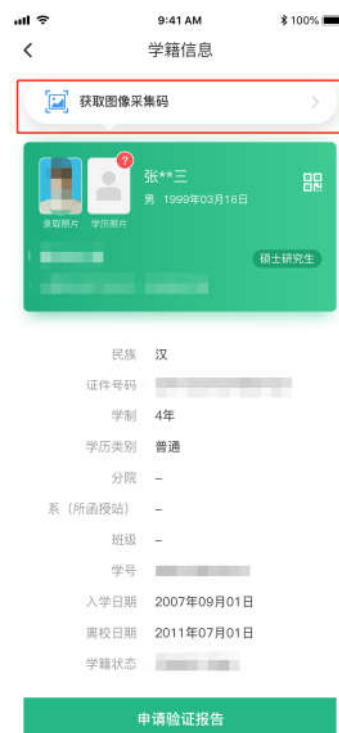 9:41 AM
100%
学籍信息
获取图像采集码
?
张**三
男 1999年03月16日
录取照片 学历照片
硕士研究生
民族 汉
证件号码
学制 4年
学历类别 普通
分院 –
系（所函授站） –
班级 –
学号
入学日期 2007年09月01日
离校日期 2011年07月01日
学籍状态
申请验证报告